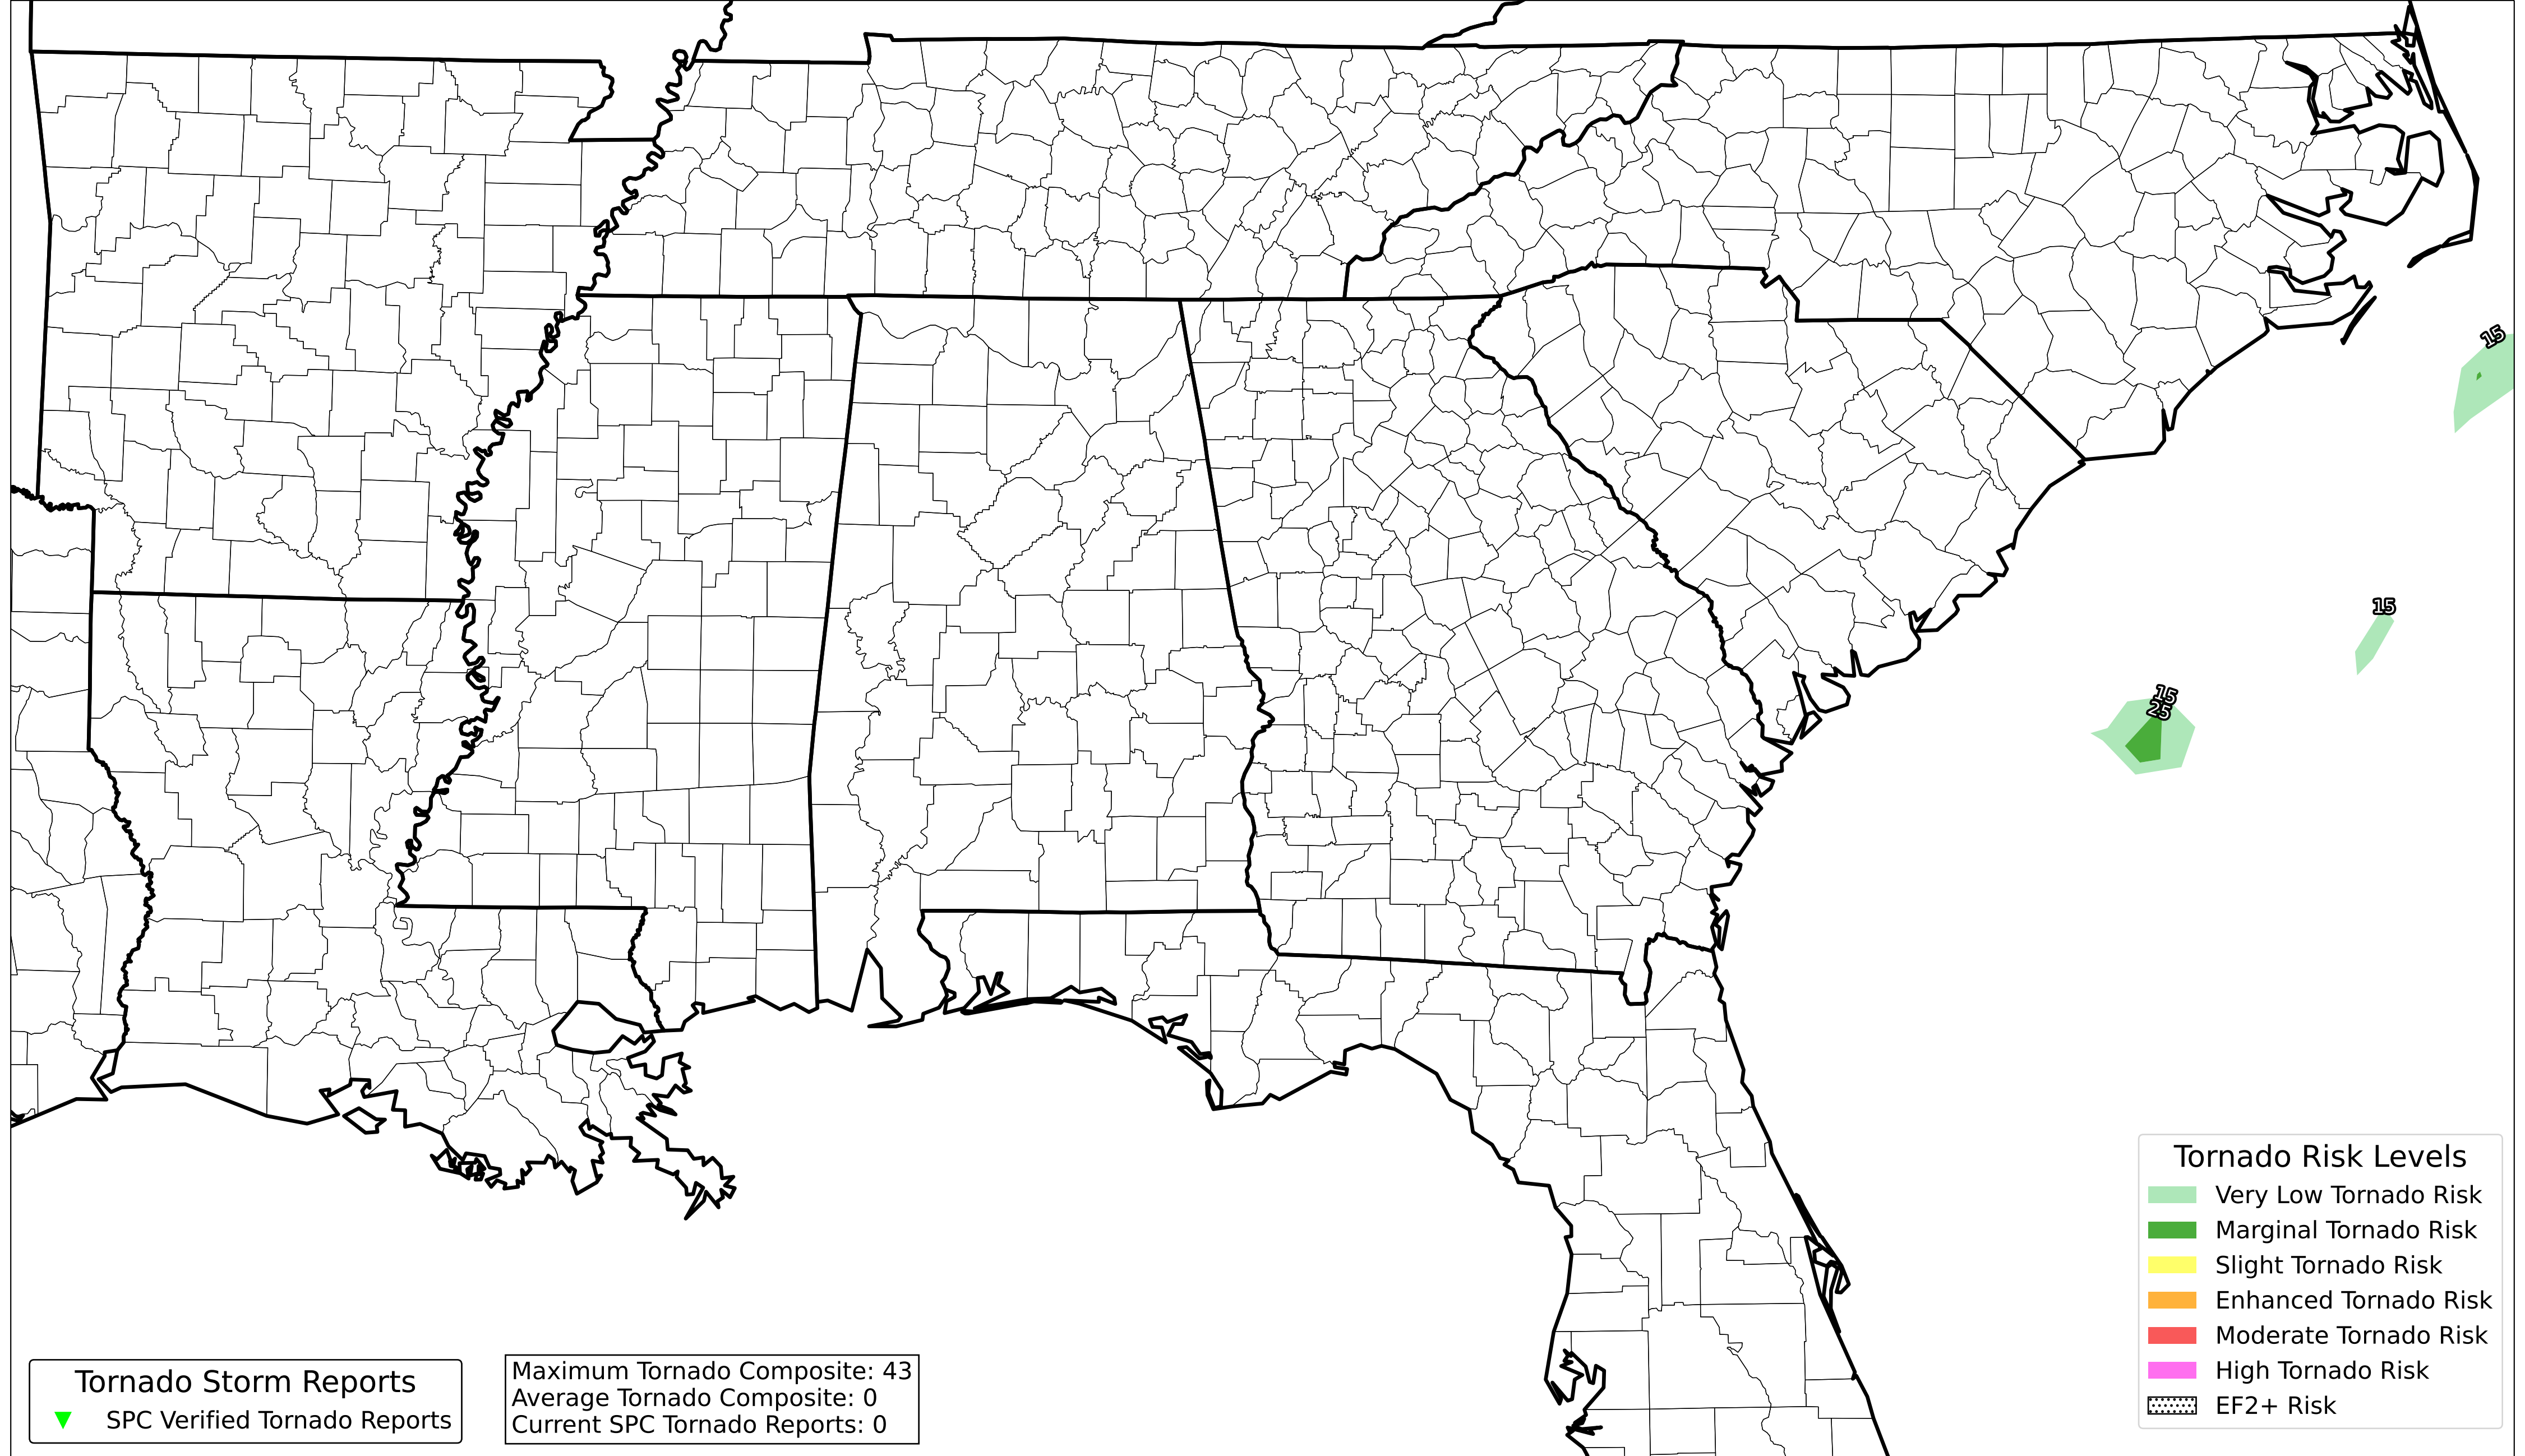 15
15
15
25
Tornado Risk Levels
Very Low Tornado Risk
Marginal Tornado Risk
Slight Tornado Risk
Enhanced Tornado Risk
Moderate Tornado Risk
High Tornado Risk
EF2+ Risk
Tornado Storm Reports
SPC Verified Tornado Reports
Maximum Tornado Composite: 43
Average Tornado Composite: 0
Current SPC Tornado Reports: 0